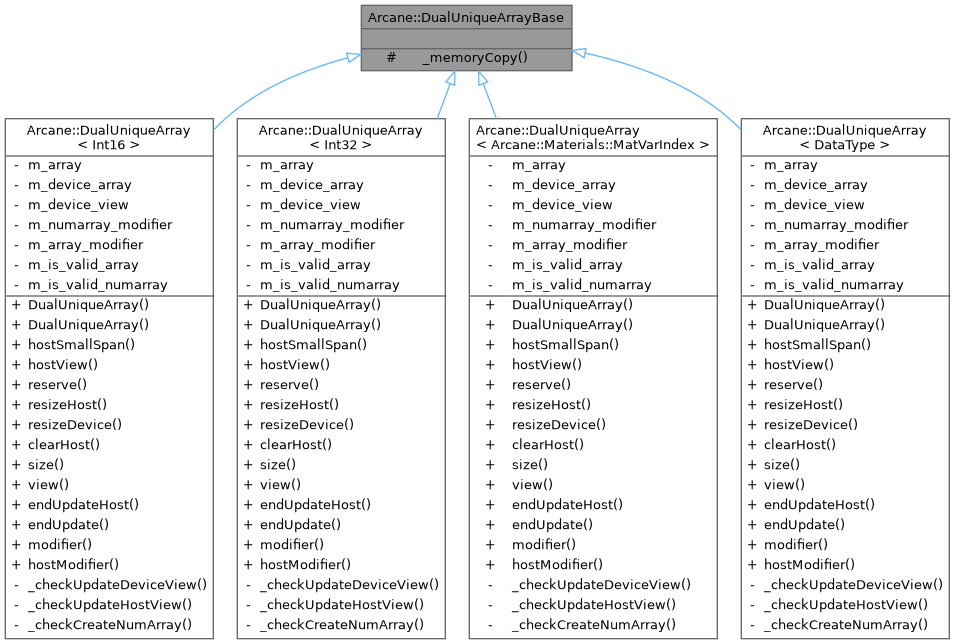 Arcane::DualUniqueArrayBase
# _memoryCopy()
Arcane::DualUniqueArray
< Int16 >
- m_array
- m_device_array
- m_device_view
- m_numarray_modifier
- m_array_modifier
- m_is_valid_array
- m_is_valid_numarray
+ DualUniqueArray()
+ DualUniqueArray()
+ hostSmallSpan()
+ hostView()
+ reserve()
+ resizeHost()
+ resizeDevice()
+ clearHost()
+ size()
+ view()
+ endUpdateHost()
+ endUpdate()
+ modifier()
+ hostModifier()
- _checkUpdateDeviceView()
- _checkUpdateHostView()
- _checkCreateNumArray()
Arcane::DualUniqueArray
< Int32 >
- m_array
- m_device_array
- m_device_view
- m_numarray_modifier
- m_array_modifier
- m_is_valid_array
- m_is_valid_numarray
+ DualUniqueArray()
+ DualUniqueArray()
+ hostSmallSpan()
+ hostView()
+ reserve()
+ resizeHost()
+ resizeDevice()
+ clearHost()
+ size()
+ view()
+ endUpdateHost()
+ endUpdate()
+ modifier()
+ hostModifier()
- _checkUpdateDeviceView()
- _checkUpdateHostView()
- _checkCreateNumArray()
Arcane::DualUniqueArray
< Arcane::Materials::MatVarIndex >
- m_array
- m_device_array
- m_device_view
- m_numarray_modifier
- m_array_modifier
- m_is_valid_array
- m_is_valid_numarray
+ DualUniqueArray()
+ DualUniqueArray()
+ hostSmallSpan()
+ hostView()
+ reserve()
+ resizeHost()
+ resizeDevice()
+ clearHost()
+ size()
+ view()
+ endUpdateHost()
+ endUpdate()
+ modifier()
+ hostModifier()
- _checkUpdateDeviceView()
- _checkUpdateHostView()
- _checkCreateNumArray()
Arcane::DualUniqueArray
< DataType >
- m_array
- m_device_array
- m_device_view
- m_numarray_modifier
- m_array_modifier
- m_is_valid_array
- m_is_valid_numarray
+ DualUniqueArray()
+ DualUniqueArray()
+ hostSmallSpan()
+ hostView()
+ reserve()
+ resizeHost()
+ resizeDevice()
+ clearHost()
+ size()
+ view()
+ endUpdateHost()
+ endUpdate()
+ modifier()
+ hostModifier()
- _checkUpdateDeviceView()
- _checkUpdateHostView()
- _checkCreateNumArray()